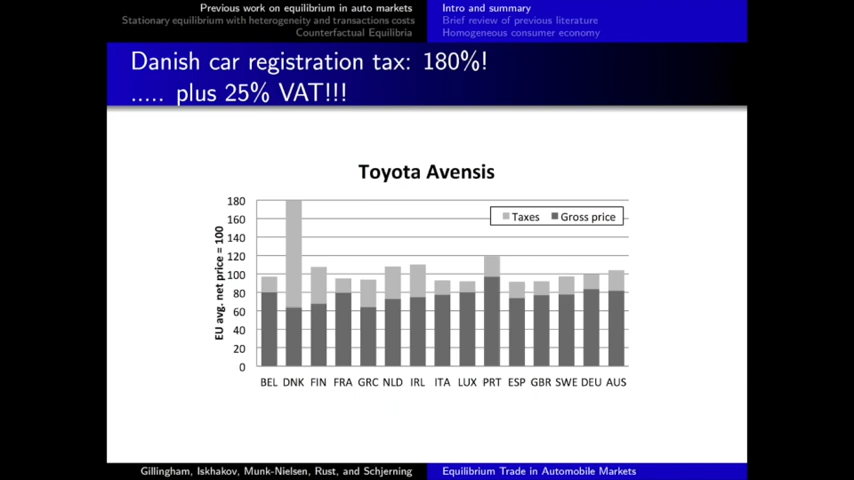 Previous work on equilibrium in auto markets
Stationary equilibrium with heterogeneity and transactions costs
Counterfactual Equilibria
Intro and summary
Brief review of previous literature
Homogeneous consumer economy
Danish car registration tax: 180%!
..... plus 25% VAT!!!
Toyota Avensis
EU avg. net price = 100
180
160
140
120
100
80
60
40
20
0
Taxes Gross price
BEL DNK FIN FRA GRC NLD IRL ITA LUX PRT ESP GBR SWE DEU AUS
Gillingham, Iskhakov, Munk-Nielsen, Rust, and Schjerning
Equilibrium Trade in Automobile Markets